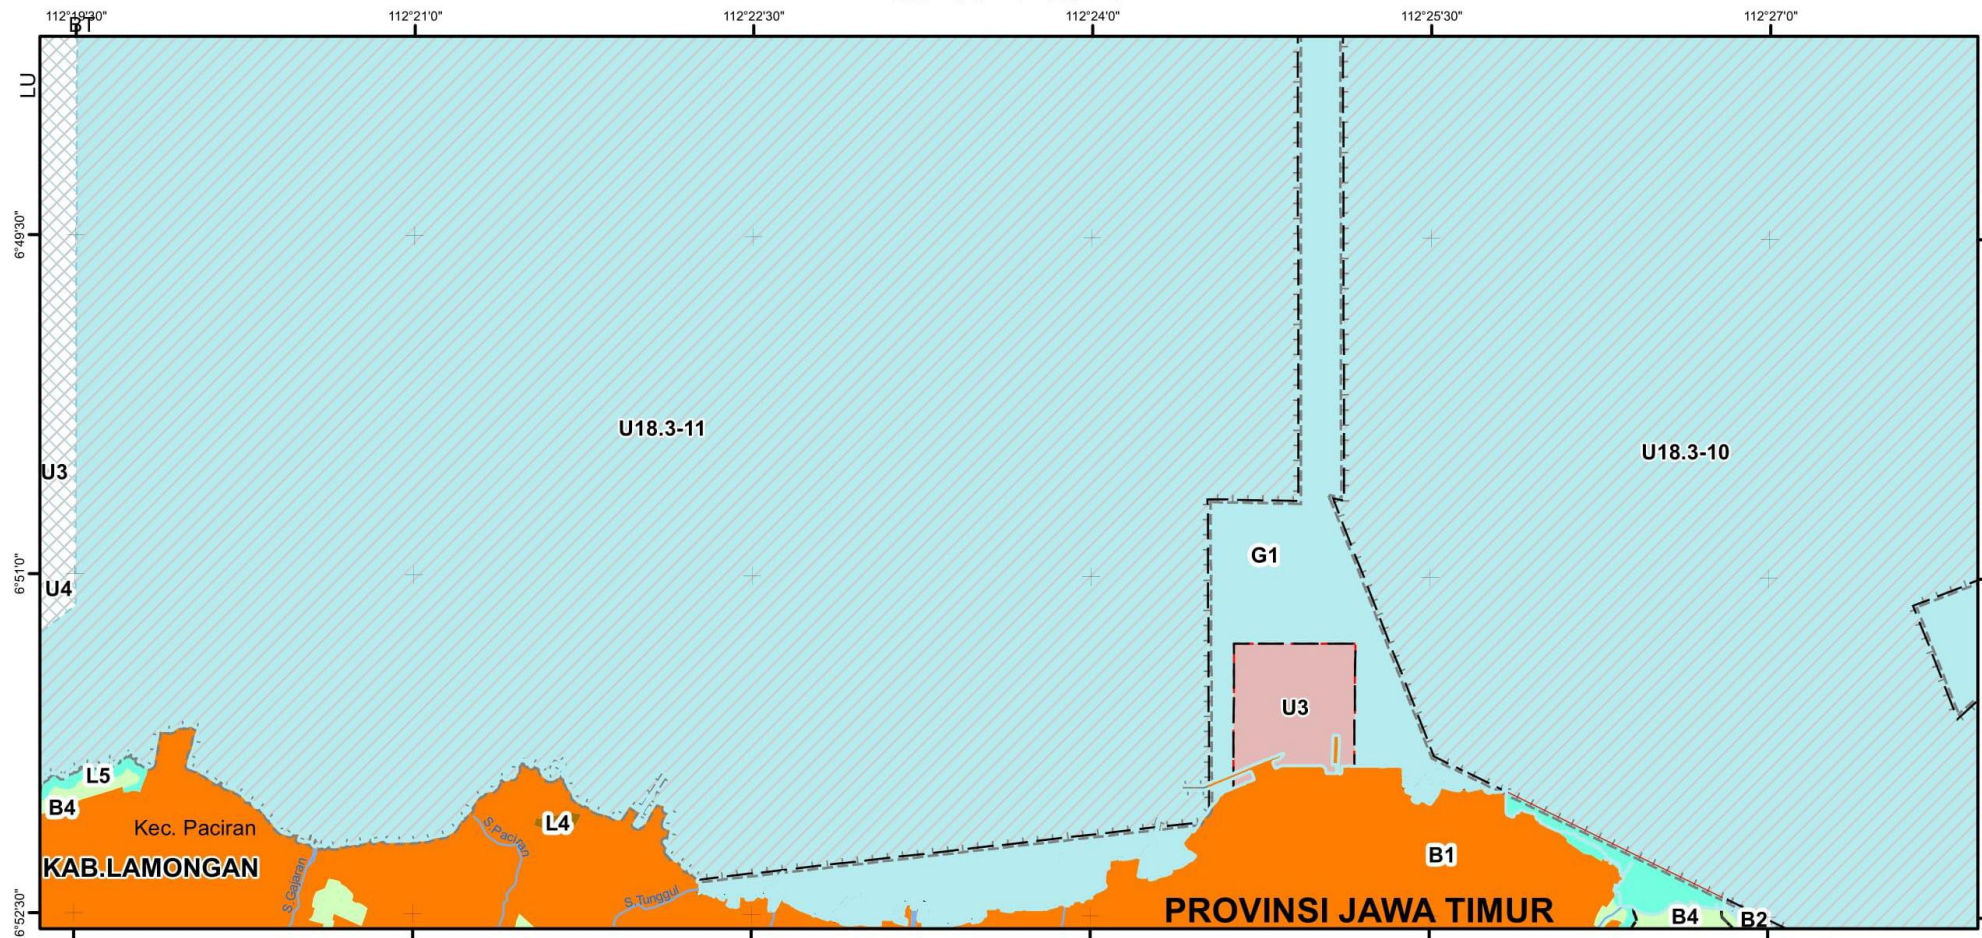 112°19'30"
112°21'0"
112°22'30"
112°24'0"
112°25'30"
112°27'0"
BT
LU
6°49'30"
U18.3-11
U18.3-10
U3
G1
6°51'0"
U4
U3
L5
B4
Kec. Paciran
L4
S.Paciran
B1
KAB.LAMONGAN
S.Gajaran
S.Tunggul
PROVINSI JAWA TIMUR
6°52'30"
B4
B2